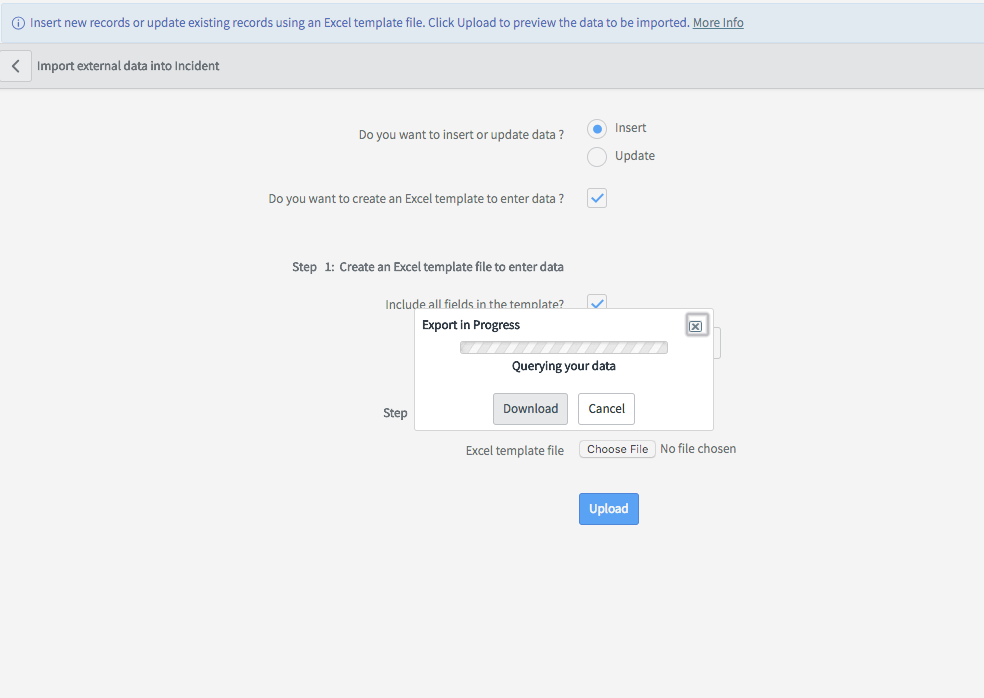 Insert new records or update existing records using an Excel template file. Click Upload to preview the data to be imported. More Info
Import external data into Incident
Do you want to insert or update data ?
Insert
Update
Do you want to create an Excel template to enter data ?
Step 1: Create an Excel template file to enter data
Include all fields in the template?
Export in Progress
Querying your data
Download Cancel
Step
Excel template file Choose File No file chosen
Upload